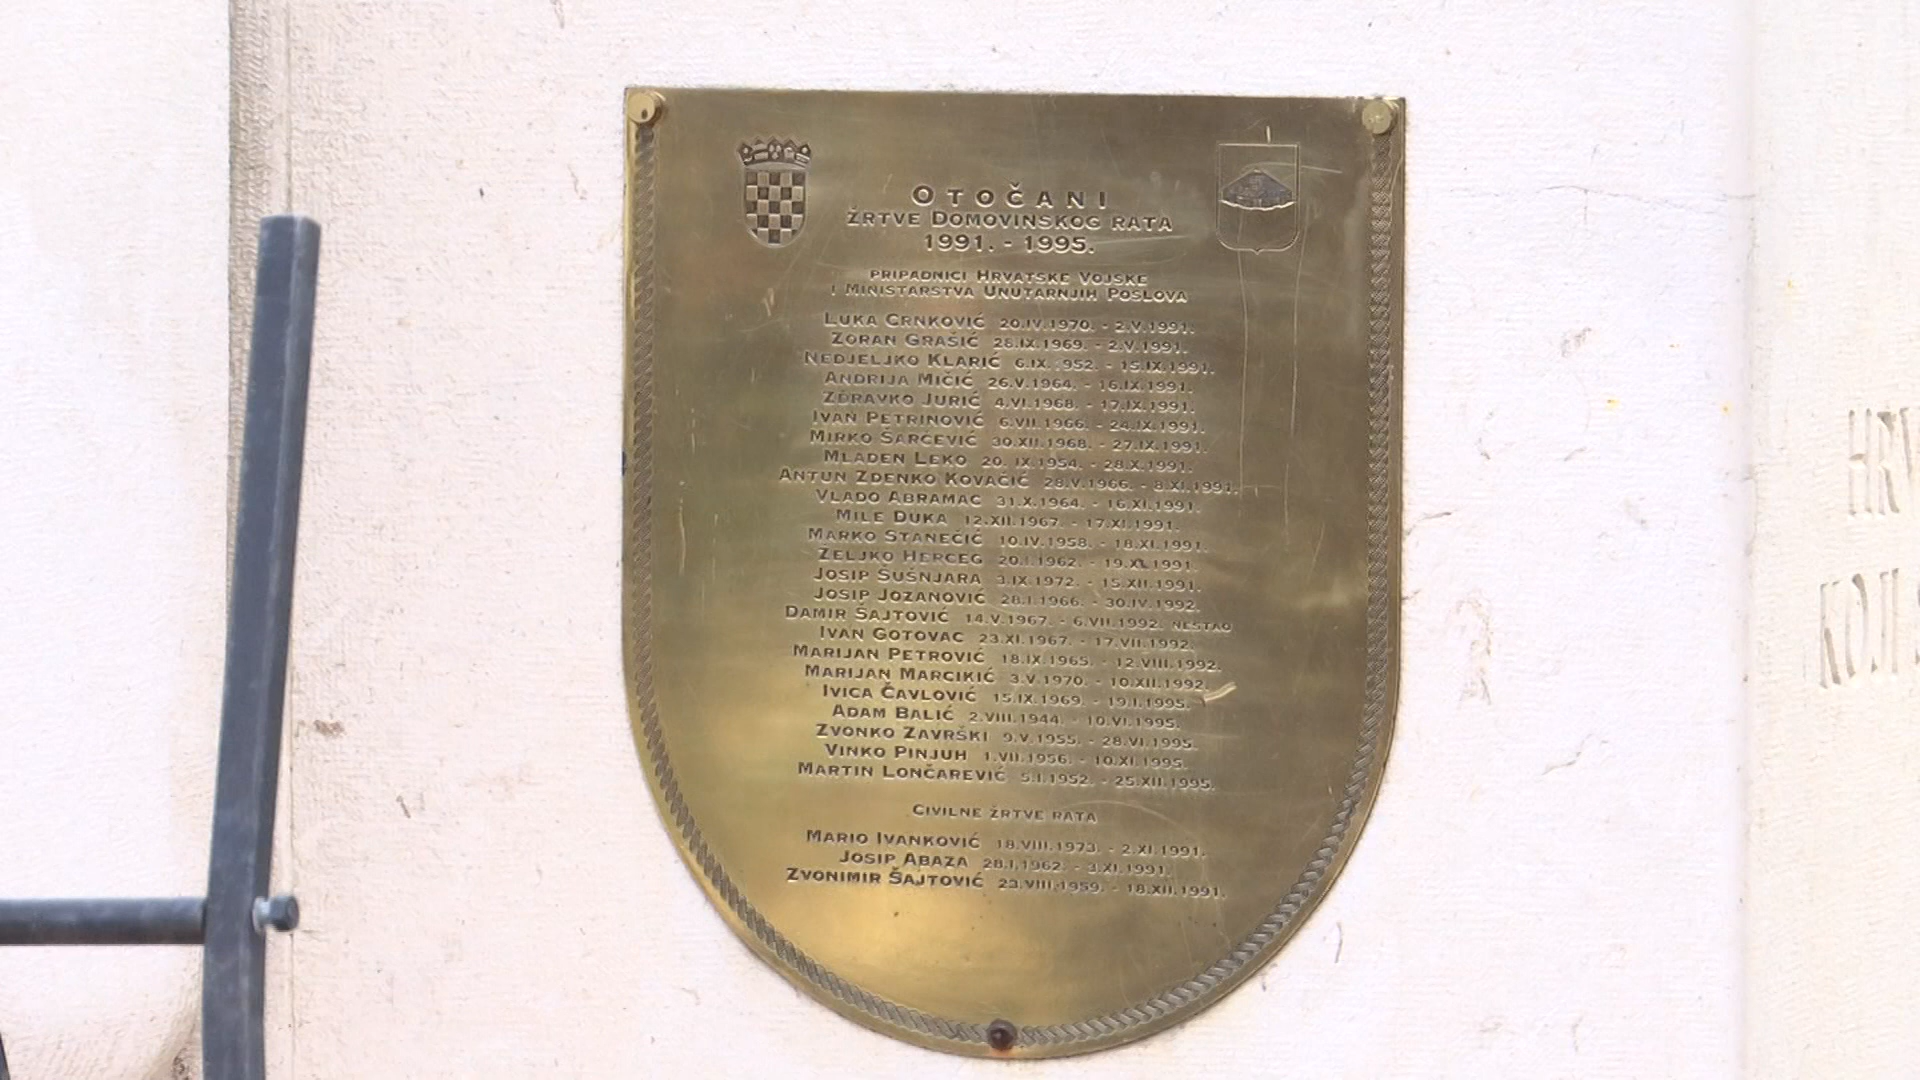 OTOČANI
ŽRTVE DOMOVINSKOG RATA
1991. - 1995.
PRIPADNICI HRVATSKE VOJSKE
I MINISTARSTVA UNUTARNJIH POSLOVA
LUKA CRNKOVIĆ 20.IV.1970. - 2.V.1991.
ZORAN GRAŠIĆ 28.IX.1969. - 2.V.1991.
NEDJELJKO KLARIĆ 6.IX.1952. - 15.IX.1991.
ANDRIJA MIČIĆ 26.V.1964. - 16.IX.1991.
ZDRAVKO JURIĆ 4.VI.1968. - 17.IX.1991.
IVAN PETRINOVIĆ 6.VII.1966. - 24.IX.1991.
MIRKO ŠARČEVIĆ 30.XII.1968. - 27.IX.1991.
MLADEN LEKO 20. IX.1954. - 28.X.1991.
ANTUN ZDENKO KOVAČIĆ 28.V.1966. - 8.XI.1991.
VLADO ABRAMAC 31.X.1964. - 16.XI.1991.
MILE DUKA 12.XII.1967. - 17.XI.1991.
MARKO STANEČIĆ 10.IV.1958. - 18.XI.1991.
ŽELJKO HERCEG 20.I.1962. - 19.XI.1991.
JOSIP ŠUŠNJARA 3.IX.1972. - 15.XII.1991.
JOSIP JOZANOVIĆ 28.I.1966. - 30.IV.1992.
DAMIR ŠAJTOVIĆ 14.V.1967. - 6.VII.1992. NESTAO
IVAN GOTOVAC 23.XI.1967. - 17.VII.1992.
MARIJAN PETROVIĆ 18.IX.1965. - 12.VIII.1992.
MARIJAN MARCIKIĆ 3.V.1970. - 10.XII.1992.
IVICA ČAVLOVIĆ 15.IX.1969. - 19.I.1995.
ADAM BALIĆ 2.VIII.1944. - 10.VI.1995.
ZVONKO ZAVRŠKI 9.V.1955. - 28.VI.1995.
VINKO PINJUH 1.VII.1956. - 10.XI.1995.
MARTIN LONČAREVIĆ 5.I.1952. - 25.XII.1995.
CIVILNE ŽRTVE RATA
MARIO IVANKOVIĆ 18.VIII.1973. - 2.XI.1991.
JOSIP ABAZA 28.I.1962. - 3.XI.1991.
ZVONIMIR ŠAJTOVIĆ 23.VIII.1959. - 18.XII.1991.
HRV
KOJI